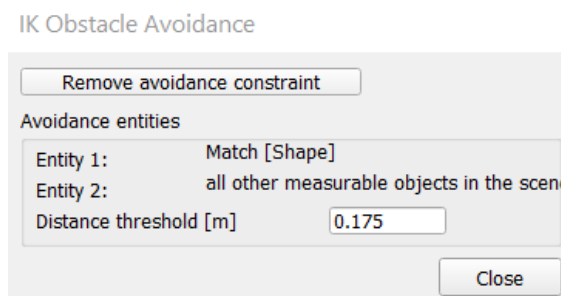 IK Obstacle Avoidance
Remove avoidance constraint
Avoidance entities
Entity 1: Match [Shape]
Entity 2: all other measurable objects in the scen
Distance threshold [m] 0.175
Close